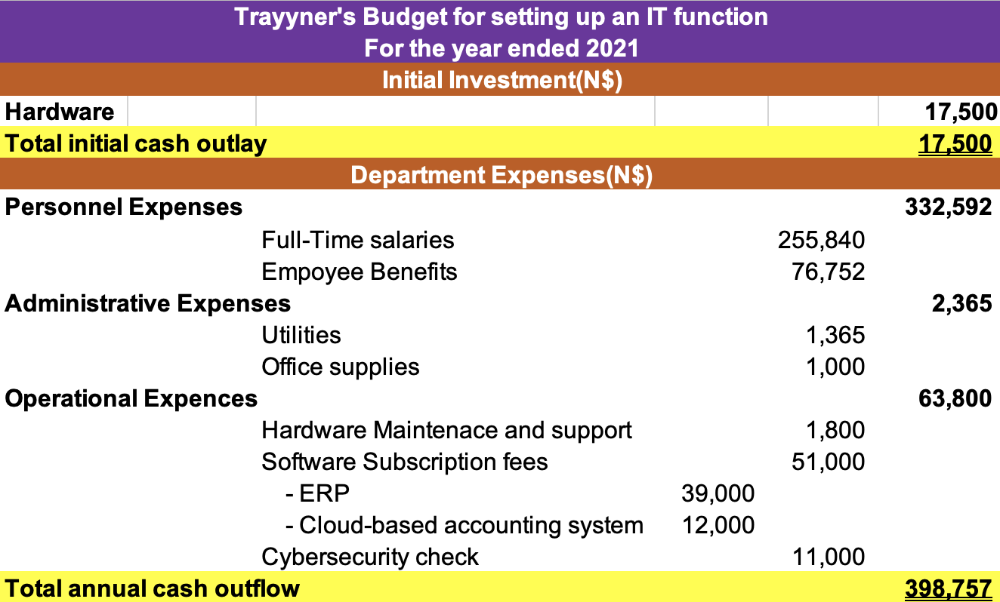 Trayyner's Budget for setting up an IT function
For the year ended 2021
Initial Investment(N$)
Hardware 17,500
Total initial cash outlay 17,500
Department Expenses(N$)
Personnel Expenses 332,592
Full-Time salaries 255,840
Empoyee Benefits 76,752
Administrative Expenses 2,365
Utilities 1,365
Office supplies 1,000
Operational Expences 63,800
Hardware Maintenace and support 1,800
Software Subscription fees 51,000
- ERP 39,000
- Cloud-based accounting system 12,000
Cybersecurity check 11,000
Total annual cash outflow 398,757